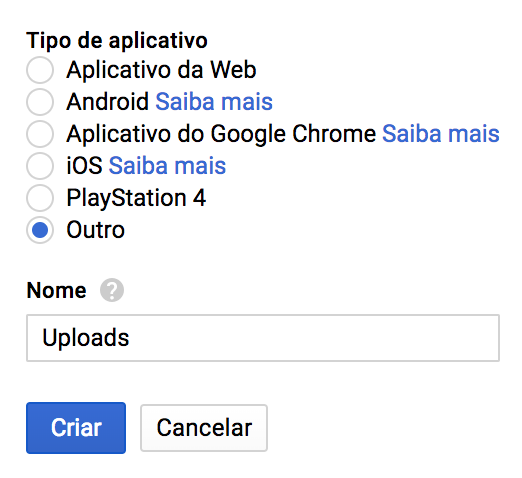 Tipo de aplicativo
Aplicativo da Web
Android Saiba mais
Aplicativo do Google Chrome Saiba mais
iOS Saiba mais
PlayStation 4
Outro
Nome ?
Uploads
Criar Cancelar